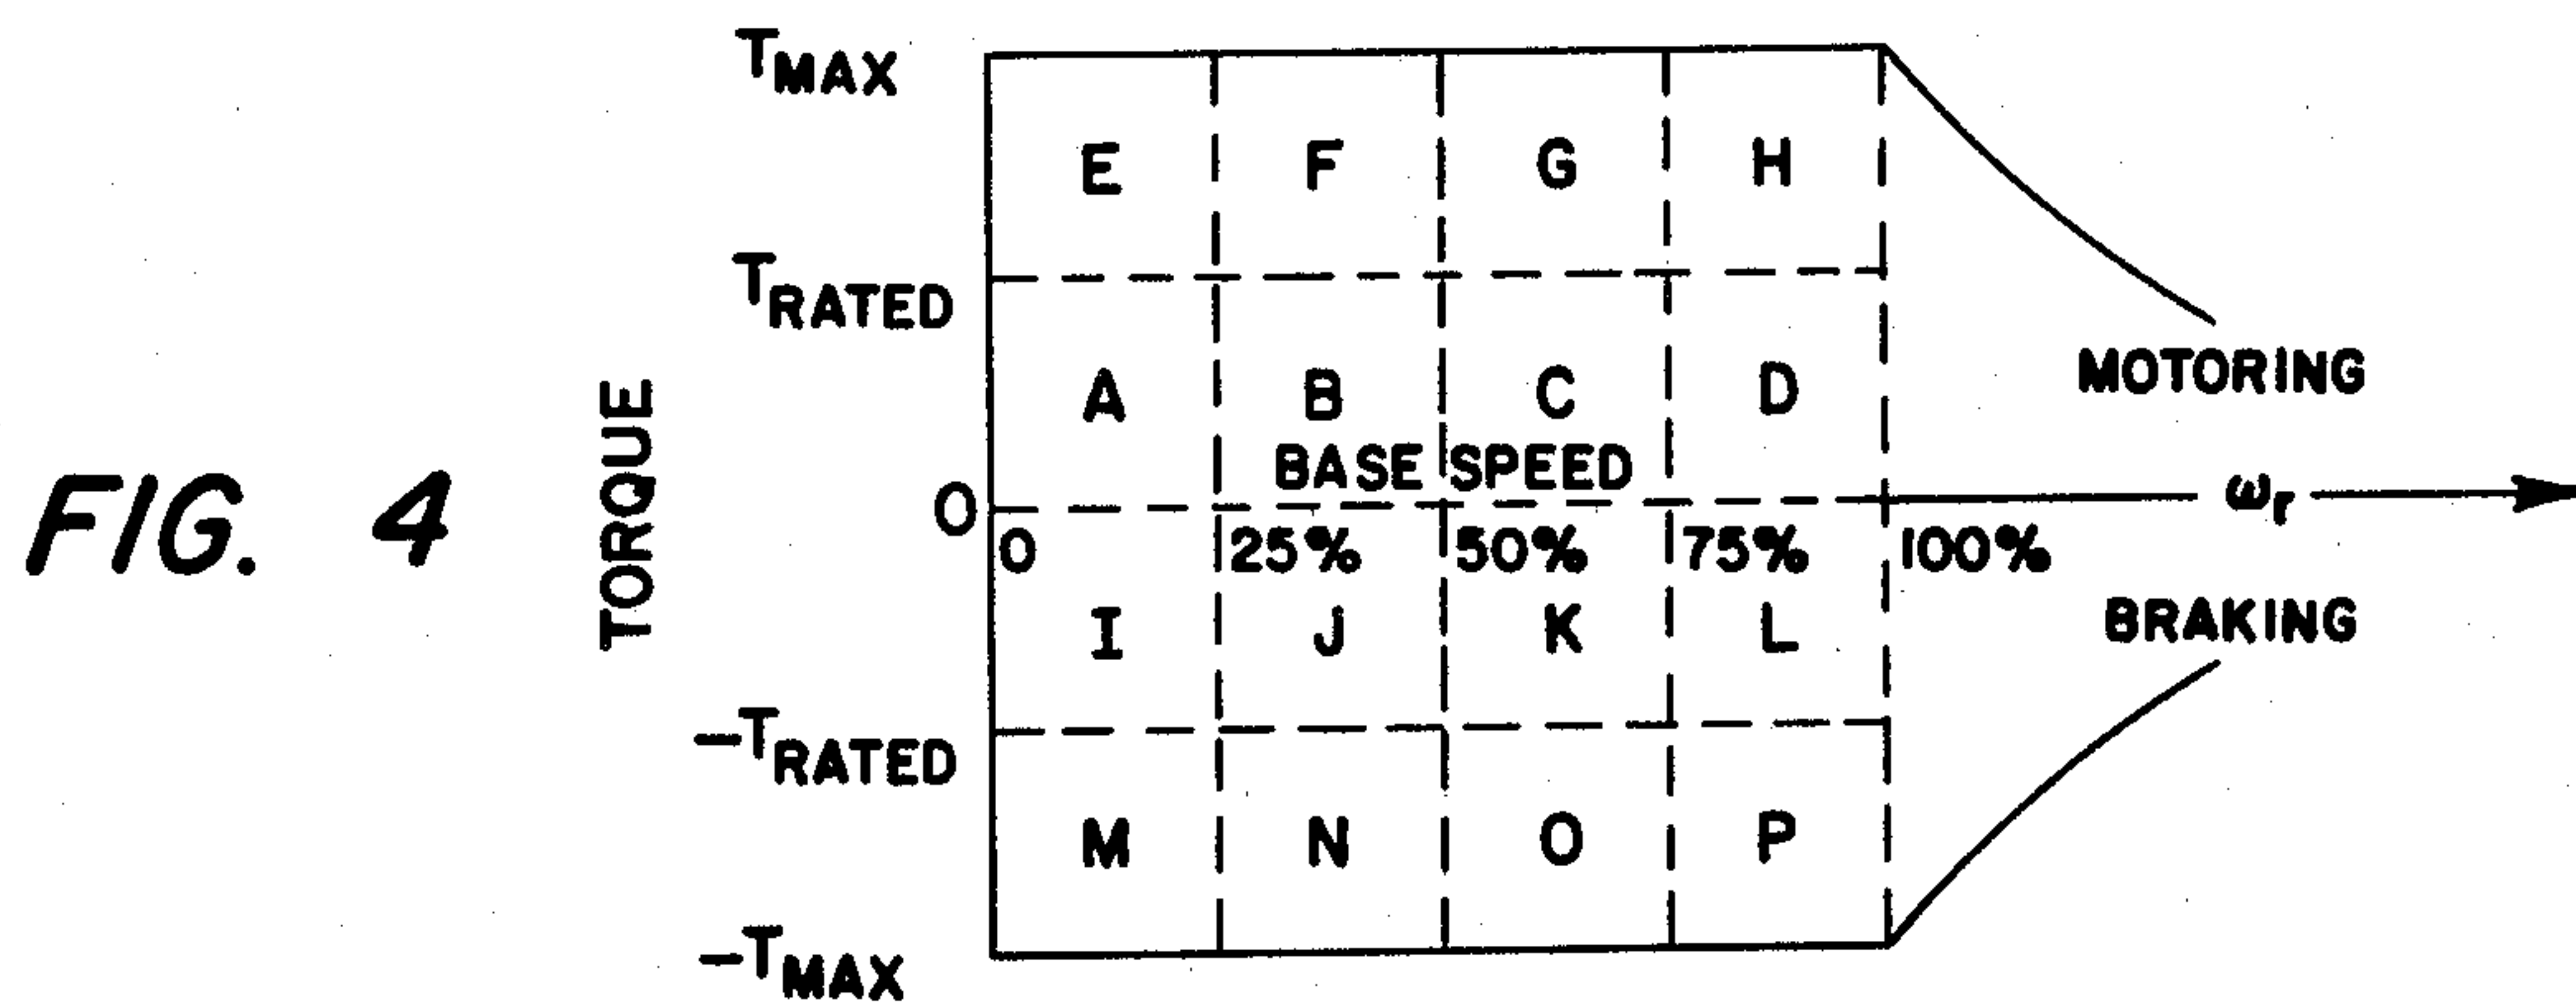 TMAX
E F G H
TRATED
MOTORING
A B C D
BASE SPEED
FIG. 4
TORQUE
0
ωr
0 25% 50% 75% 100%
I J K L
BRAKING
-TRATED
M N O P
-TMAX